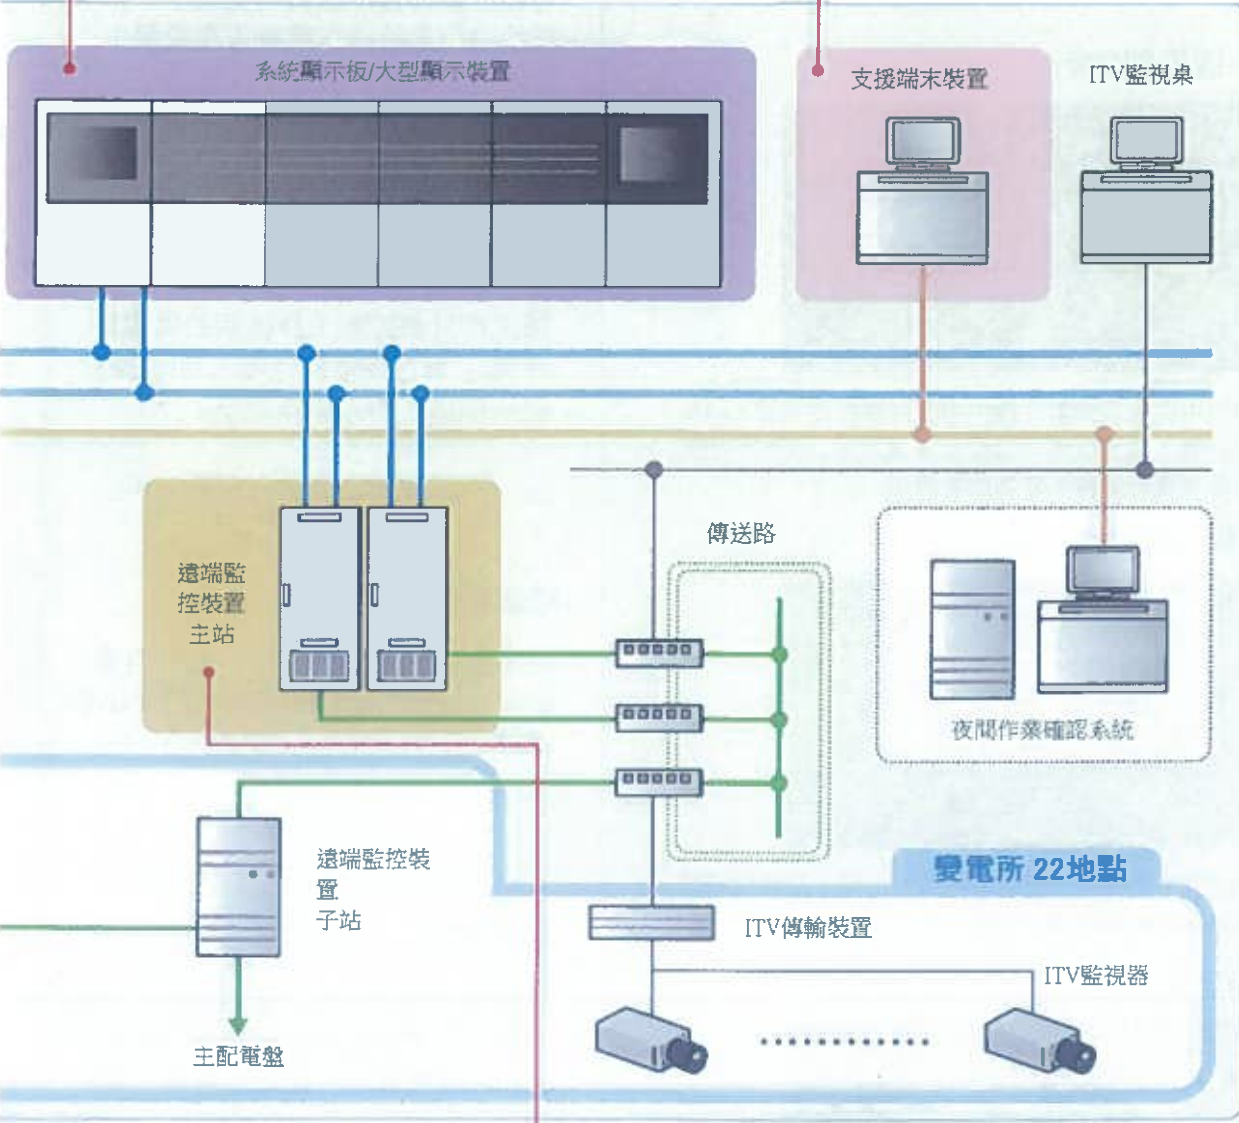 系統顯示板/大型顯示裝置
支援端末裝置
ITV監視桌
傳送路
遠端監
控裝置
主站
夜間作業確認系統
變電所 22地點
遠端監控裝
置
子站
ITV傳輸裝置
ITV監視器
主配電盤